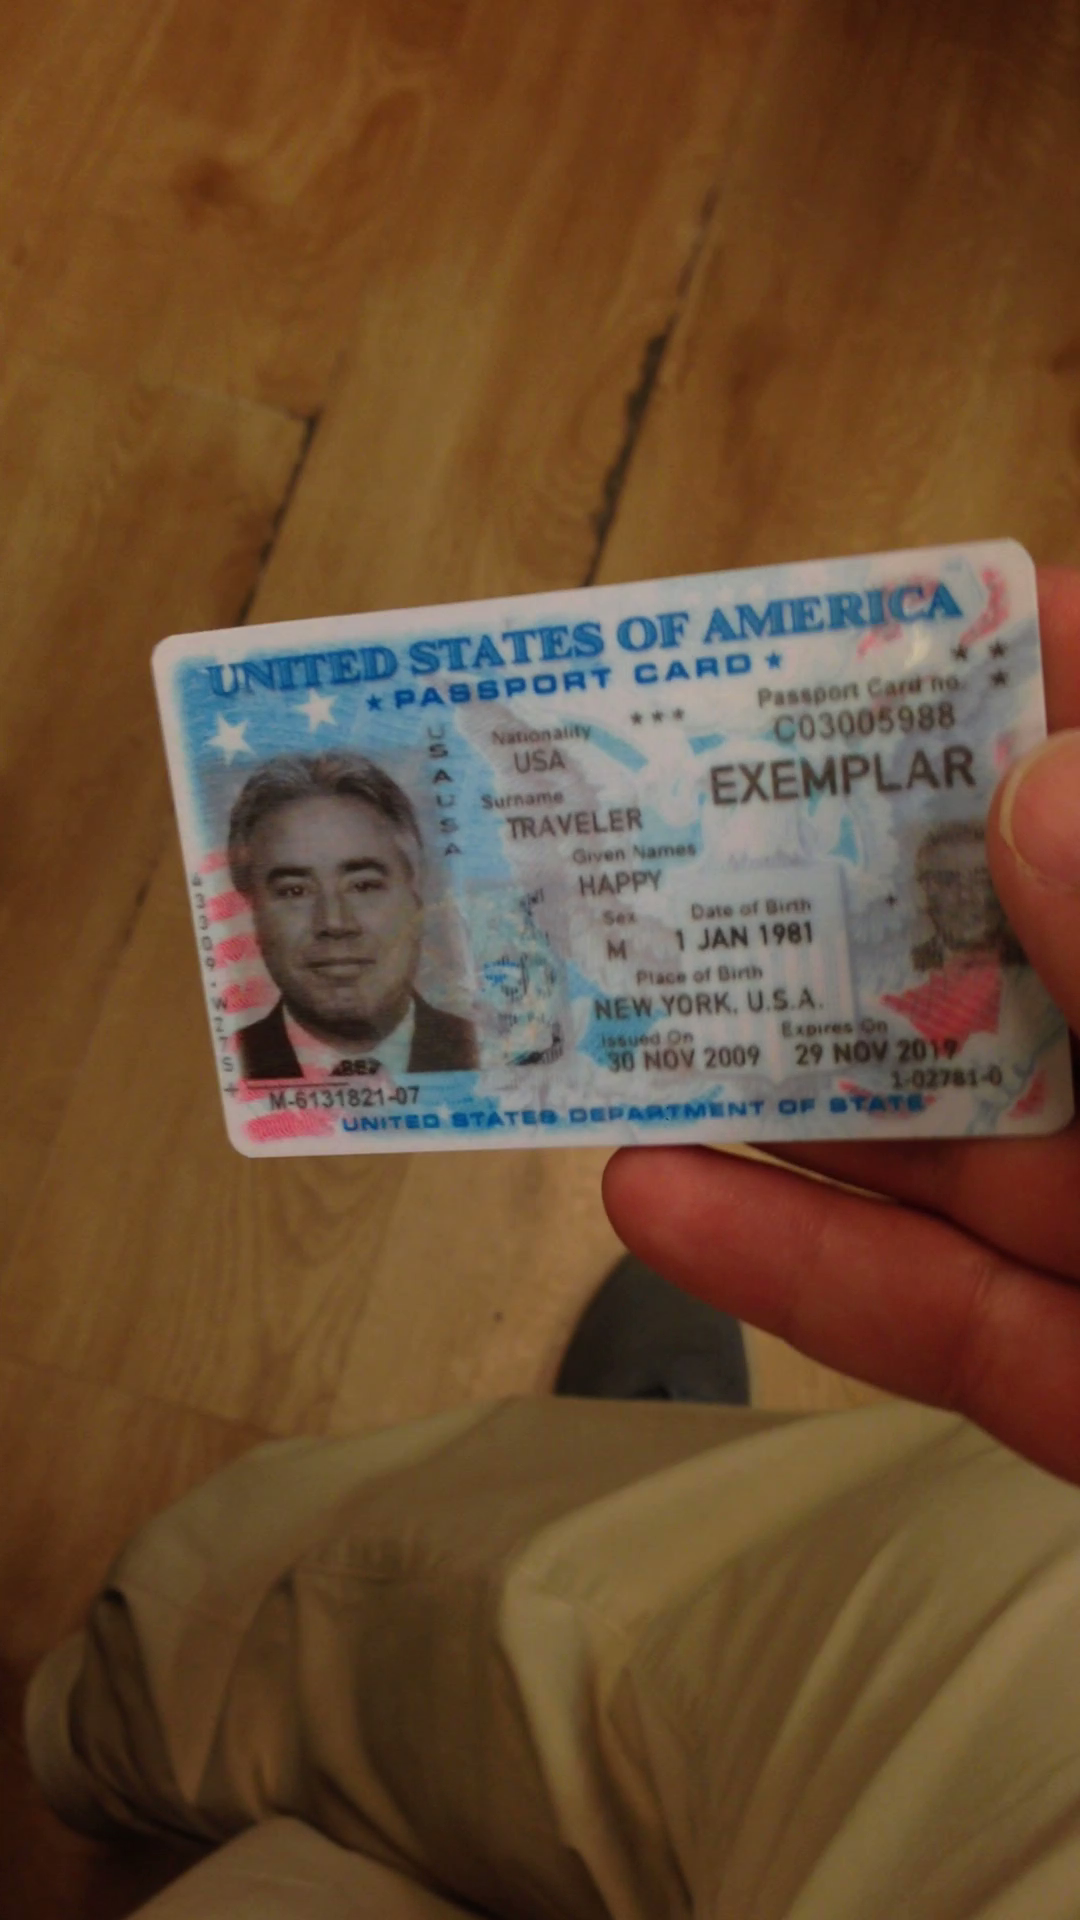 UNITED STATES OF AMERICA
★ PASSPORT CARD ★
Passport Card no.
C03005988
EXEMPLAR
USAUSA
Nationality
USA
Surname
TRAVELER
Given Names
HAPPY
Sex Date of Birth
M 1 JAN 1981
Place of Birth
NEW YORK, U.S.A.
Issued On Expires On
30 NOV 2009 29 NOV 2019
1-02781-0
M-6131821-07
UNITED STATES DEPARTMENT OF STATE